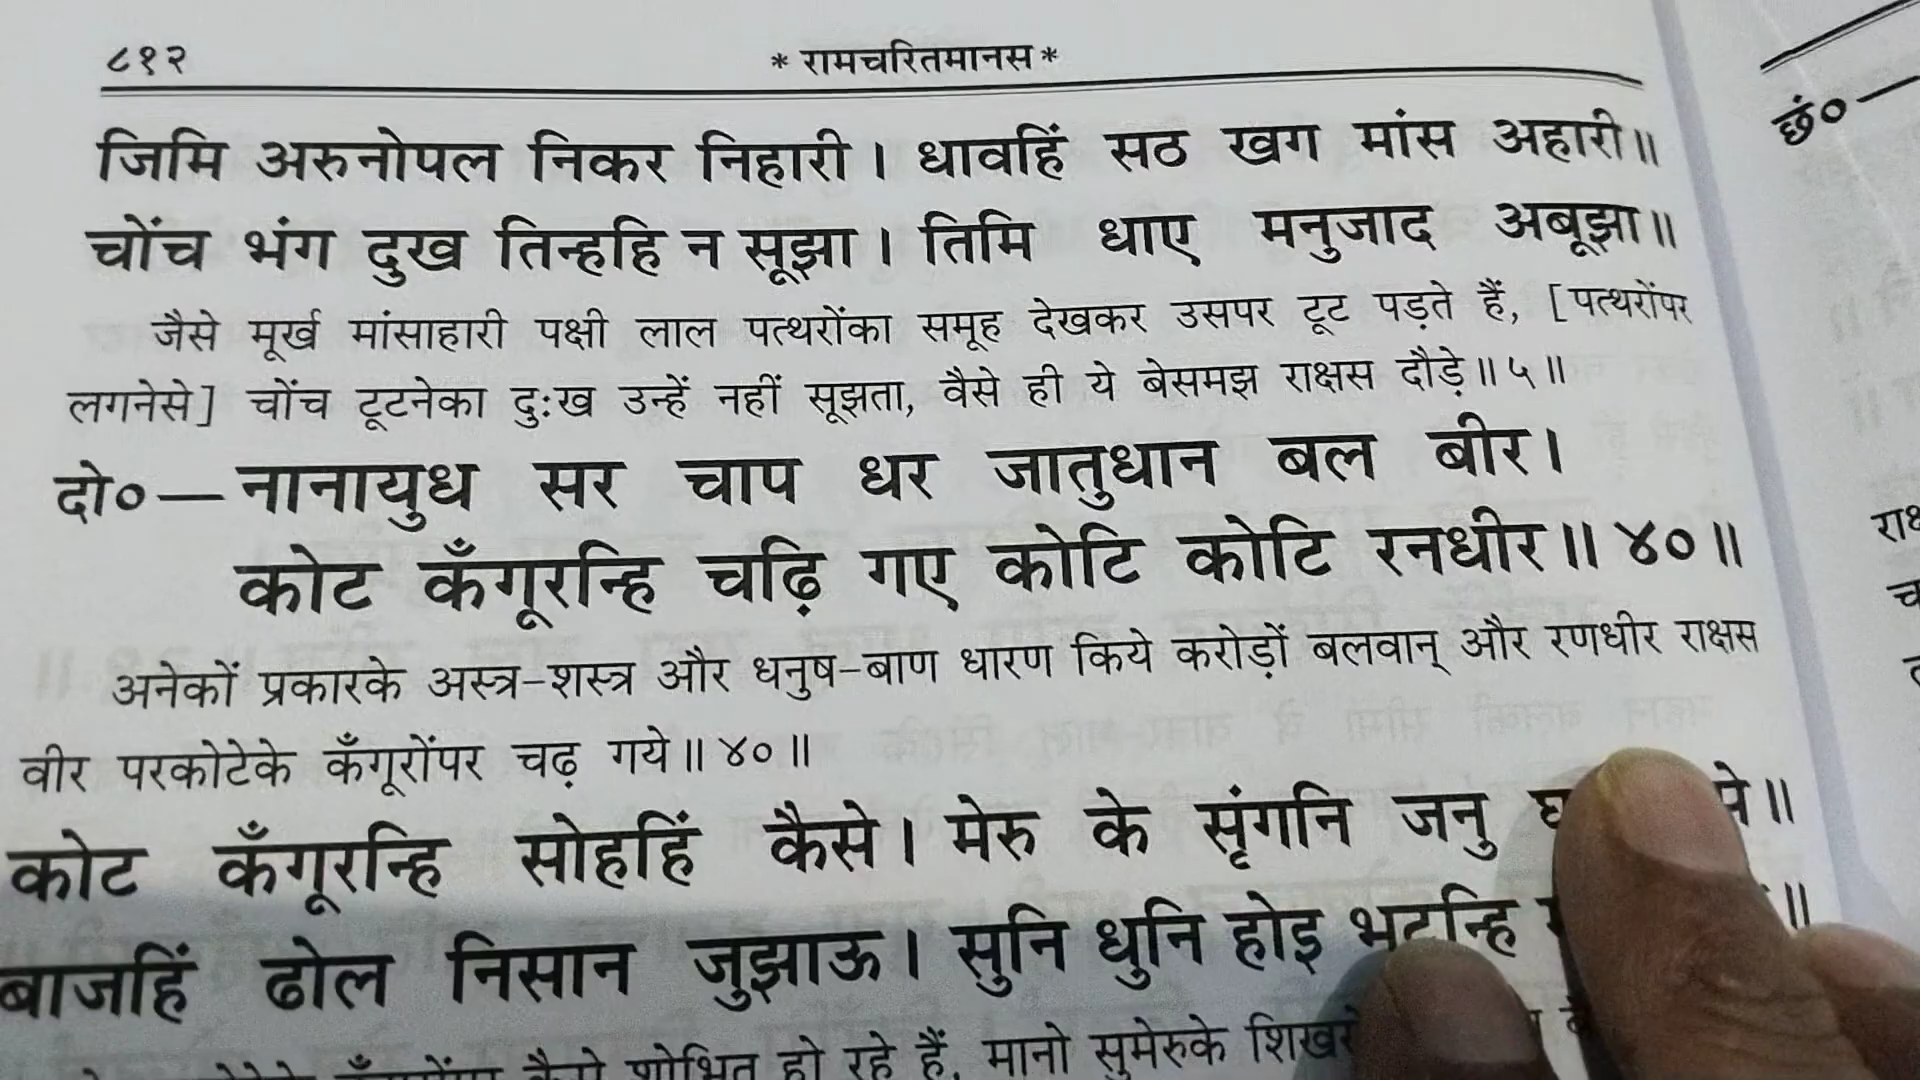 ८१२
* रामचरितमानस *
जिमि अरुनोपल निकर निहारी। धावहिं सठ खग मांस अहारी॥
चोंच भंग दुख तिन्हहि न सूझा। तिमि धाए मनुजाद अबूझा॥
जैसे मूर्ख मांसाहारी पक्षी लाल पत्थरोंका समूह देखकर उसपर टूट पड़ते हैं, [पत्थरोंपर
लगनेसे] चोंच टूटनेका दुःख उन्हें नहीं सूझता, वैसे ही ये बेसमझ राक्षस दौड़े॥५॥
दो०—नानायुध सर चाप धर जातुधान बल बीर।
कोट कँगूरन्हि चढ़ि गए कोटि कोटि रनधीर॥४०॥
अनेकों प्रकारके अस्त्र-शस्त्र और धनुष-बाण धारण किये करोड़ों बलवान् और रणधीर राक्षस
वीर परकोटेके कँगूरोंपर चढ़ गये॥४०॥
कोट कँगूरन्हि सोहहिं कैसे। मेरु के सृंगनि जनु
बाजहिं ढोल निसान जुझाऊ। सुनि धुनि होइ भटन्हि
शोभित हो रहे हैं, मानो सुमेरुके
छं०—